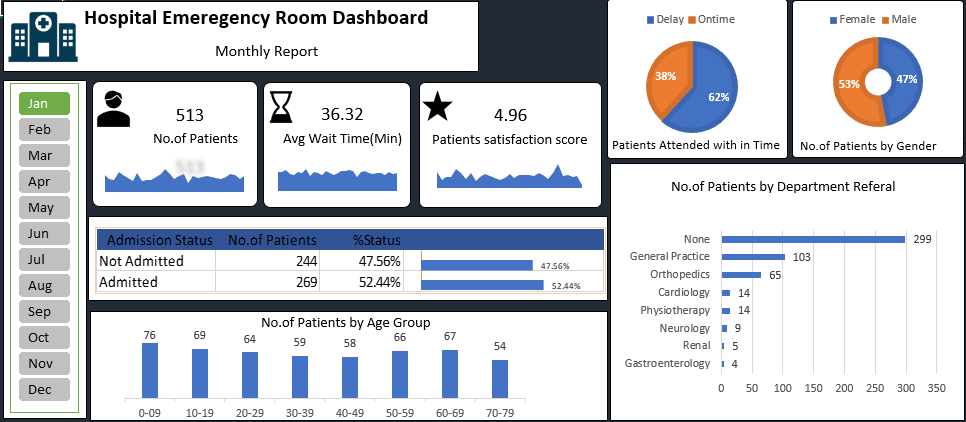 Hospital Emeregency Room Dashboard
Monthly Report
Jan
Feb
Mar
Apr
May
Jun
Jul
Aug
Sep
Oct
Nov
Dec
513
No.of Patients
513
36.32
Avg Wait Time(Min)
4.96
Patients satisfaction score
Delay Ontime
38%
62%
Patients Attended with in Time
Female Male
53%
47%
No.of Patients by Gender
Admission Status No.of Patients %Status
Not Admitted 244 47.56% 47.56%
Admitted 269 52.44% 52.44%
No.of Patients by Age Group
76 69 64 59 58 66 67 54
0-09 10-19 20-29 30-39 40-49 50-59 60-69 70-79
No.of Patients by Department Referal
None 299
General Practice 103
Orthopedics 65
Cardiology 14
Physiotherapy 14
Neurology 9
Renal 5
Gastroenterology 4
0 50 100 150 200 250 300 350